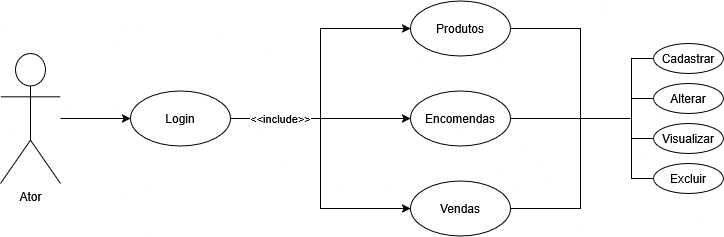 Ator
Login
<<include>>
Produtos
Encomendas
Vendas
Cadastrar
Alterar
Visualizar
Excluir